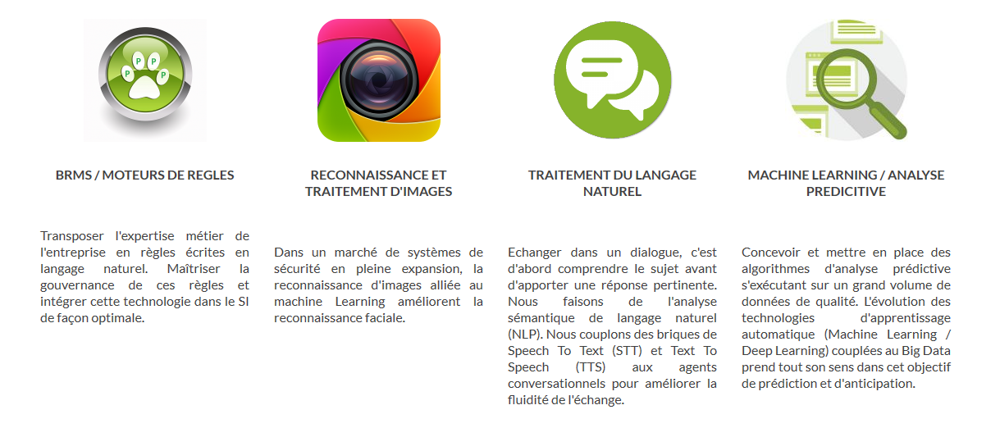 P P
P P
BRMS / MOTEURS DE REGLES
Transposer l'expertise métier de
l'entreprise en règles écrites en
langage naturel. Maîtriser la
gouvernance de ces règles et
intégrer cette technologie dans le SI
de façon optimale.
RECONNAISSANCE ET
TRAITEMENT D'IMAGES
Dans un marché de systèmes de
sécurité en pleine expansion, la
reconnaissance d'images alliée au
machine Learning améliorent la
reconnaissance faciale.
TRAITEMENT DU LANGAGE
NATUREL
Echanger dans un dialogue, c'est
d'abord comprendre le sujet avant
d'apporter une réponse pertinente.
Nous faisons de l'analyse
sémantique de langage naturel
(NLP). Nous couplons des briques de
Speech To Text (STT) et Text To
Speech (TTS) aux agents
conversationnels pour améliorer la
fluidité de l'échange.
MACHINE LEARNING / ANALYSE
PREDICITIVE
Concevoir et mettre en place des
algorithmes d'analyse prédictive
s'exécutant sur un grand volume de
données de qualité. L'évolution des
technologies d'apprentissage
automatique (Machine Learning /
Deep Learning) couplées au Big Data
prend tout son sens dans cet objectif
de prédiction et d'anticipation.